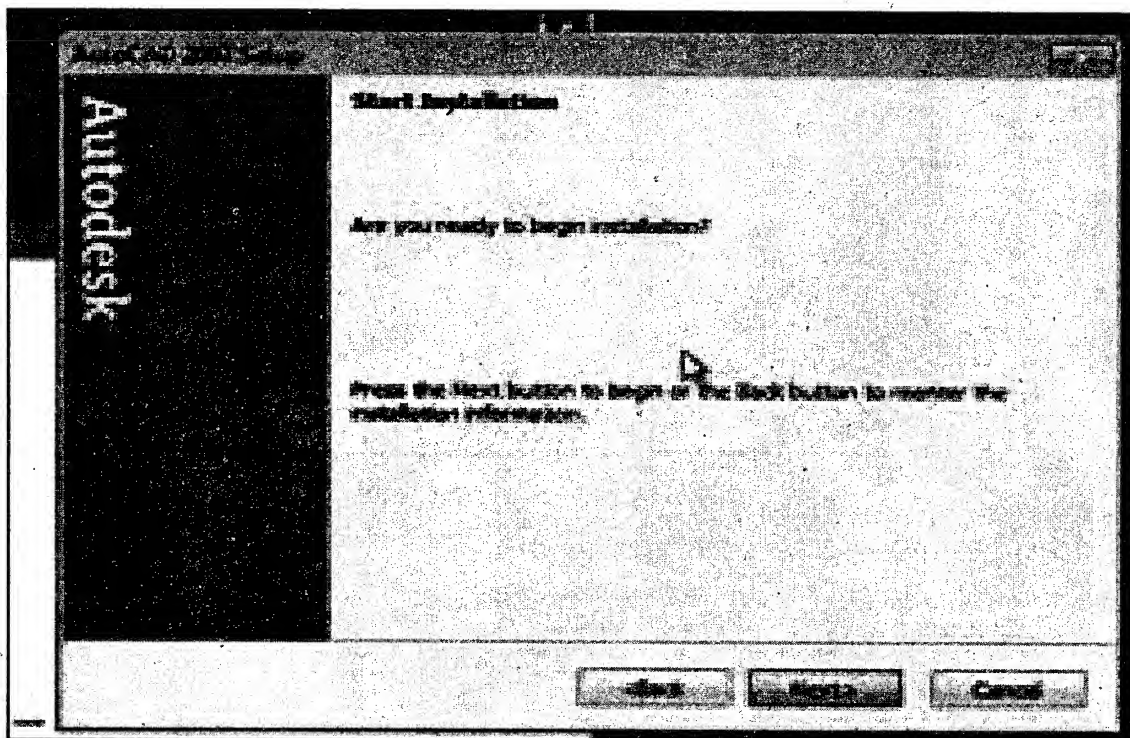 Setup
Autodesk
Start Installation
Are you ready to begin installation?
Press the Next button to begin or the Back button to reenter the
installation information.
<Back
Next>
Cancel